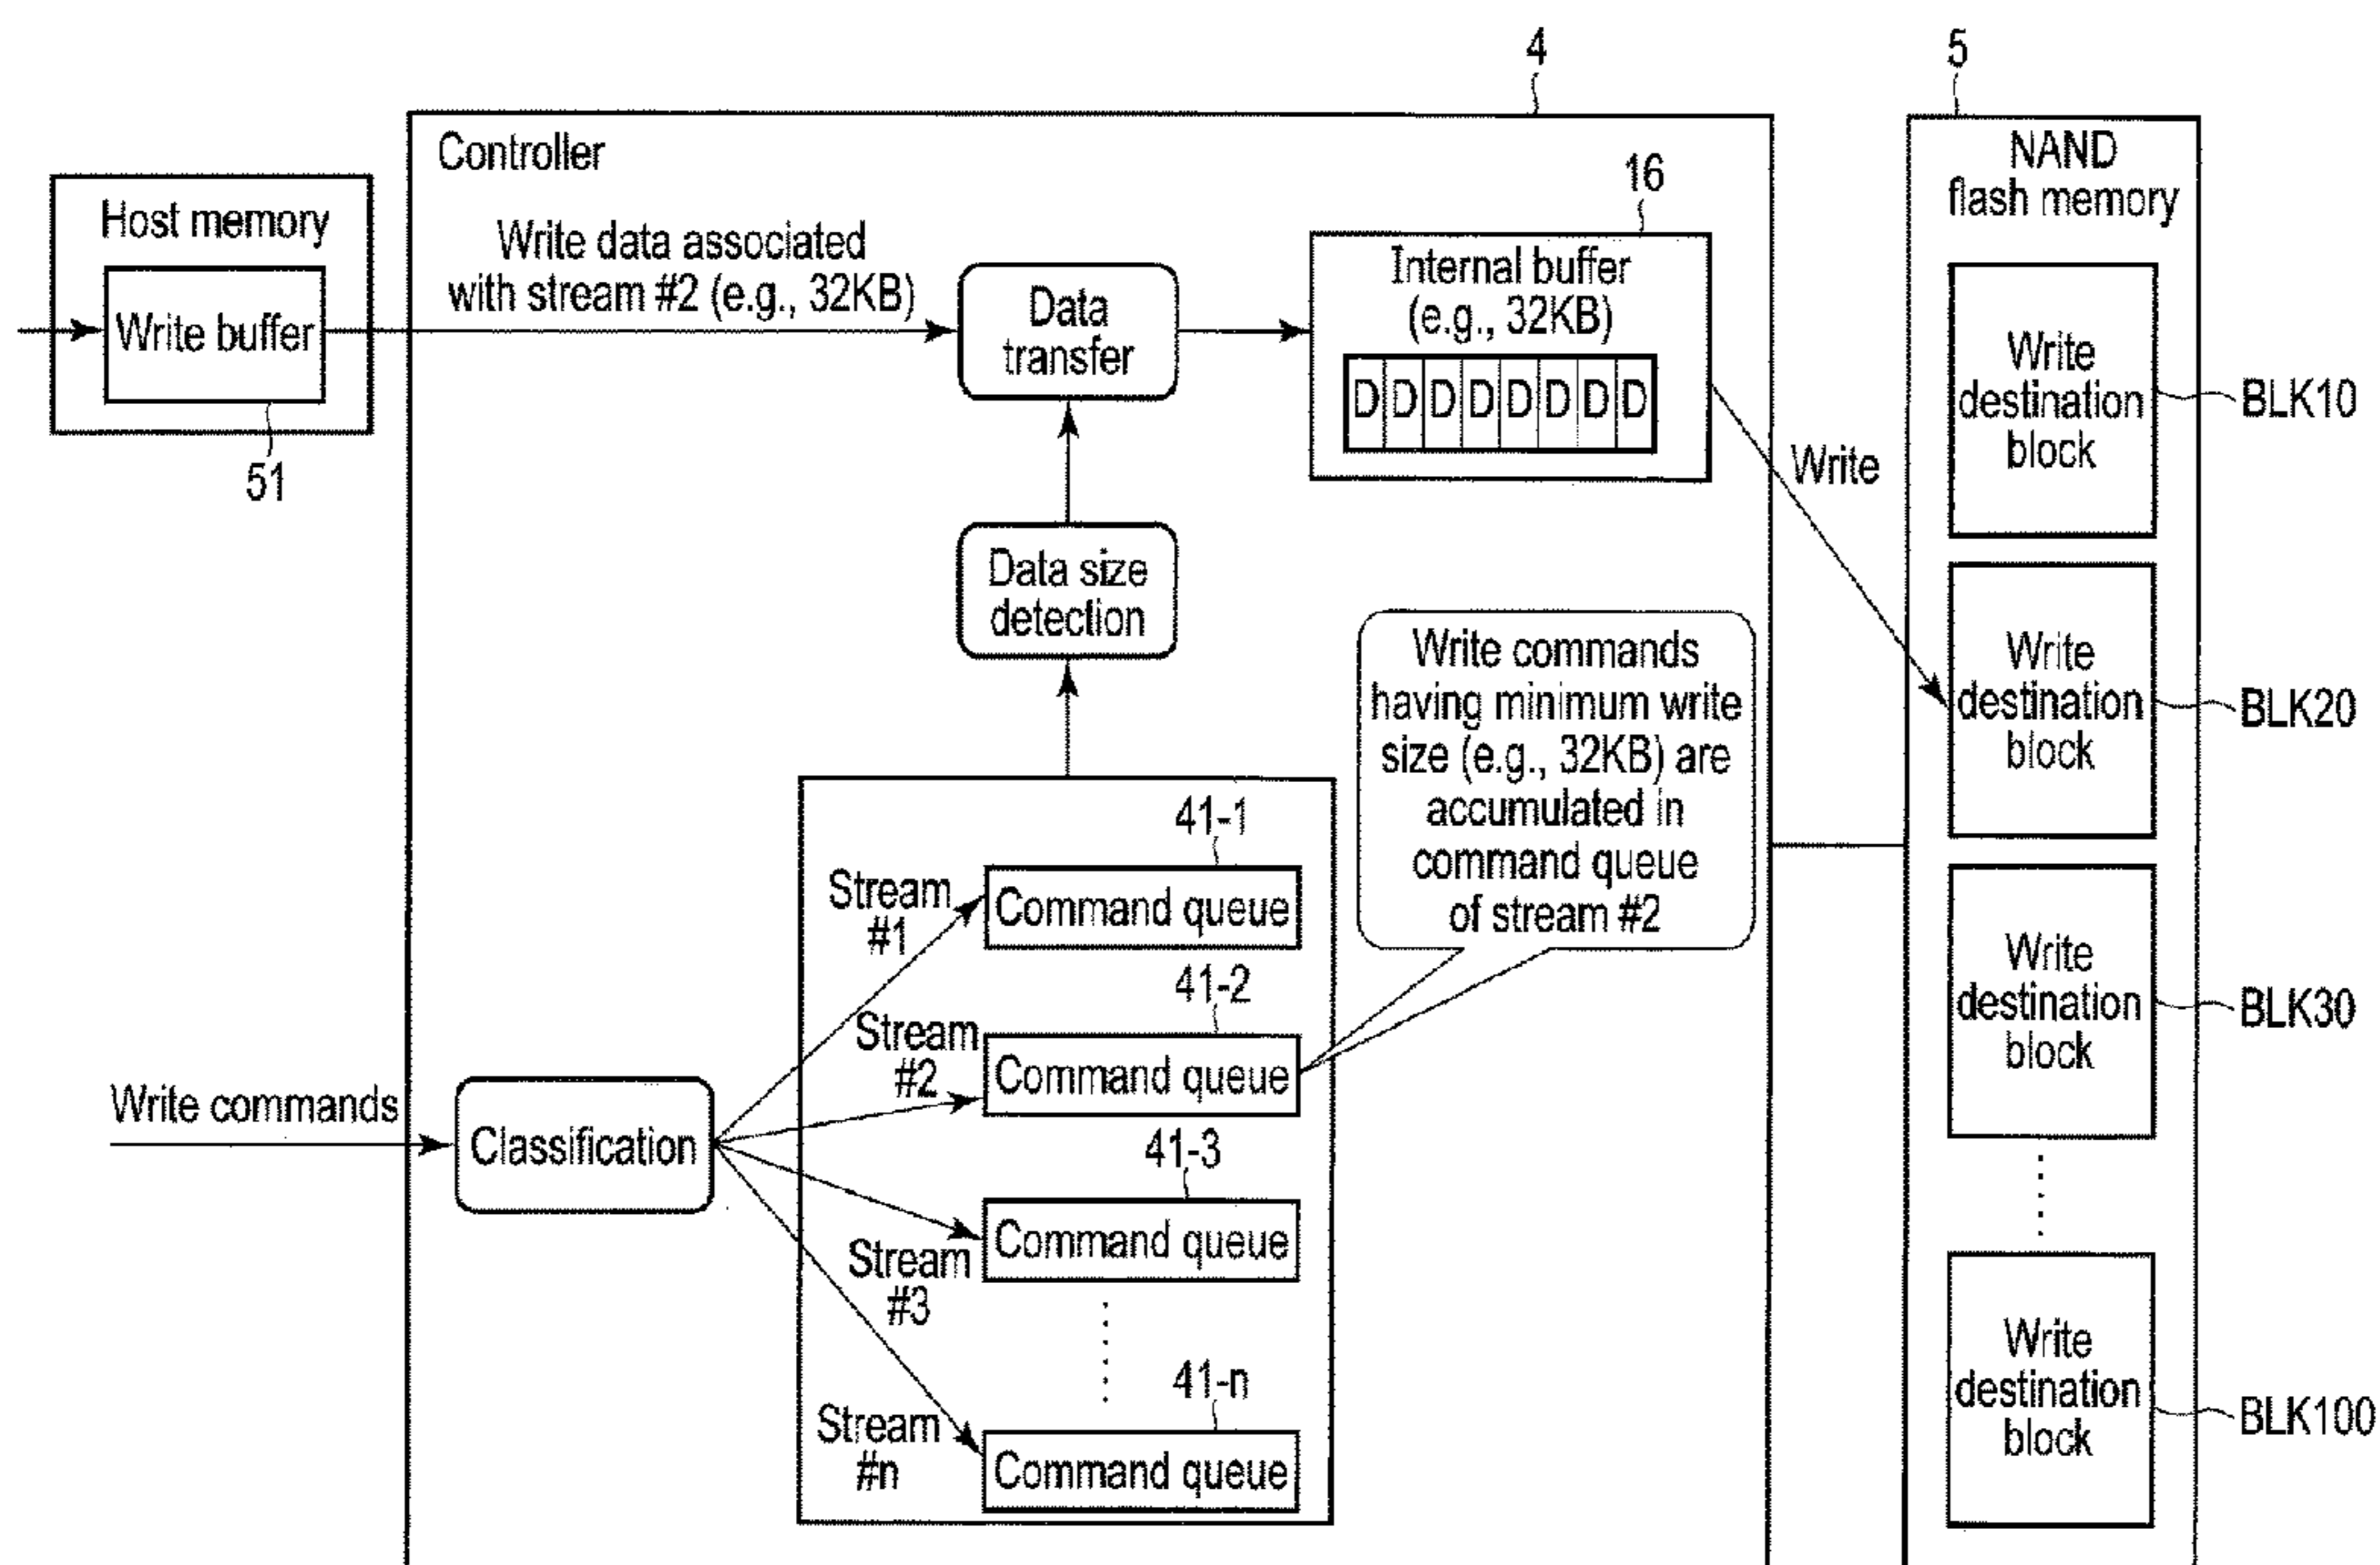 4
5
Controller
NAND
flash memory
16
Host memory
Write buffer
51
Write data associated
with stream #2 (e.g., 32KB)
Data
transfer
Internal buffer
(e.g., 32KB)
D D D D D D D D
Write
Write
destination
block
BLK10
Data size
detection
Write commands
having minimum write
size (e.g., 32KB) are
accumulated in
command queue
of stream #2
Write
destination
block
BLK20
41-1
Stream
#1
Command queue
41-2
Stream
#2
Command queue
Write
destination
block
BLK30
Write commands
Classification
41-3
Command queue
Stream
#3
41-n
Stream
#n
Command queue
Write
destination
block
BLK100